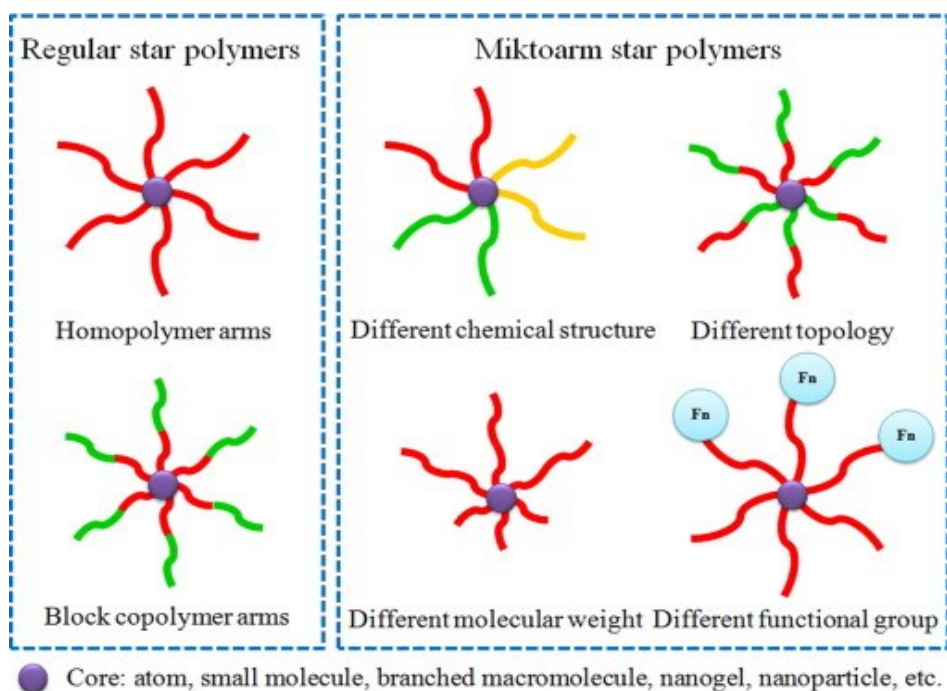 Regular star polymers
Miktoarm star polymers
Homopolymer arms
Different chemical structure
Different topology
Fn
Fn
Fn
Block copolymer arms
Different molecular weight
Different functional group
Core: atom, small molecule, branched macromolecule, nanogel, nanoparticle, etc.